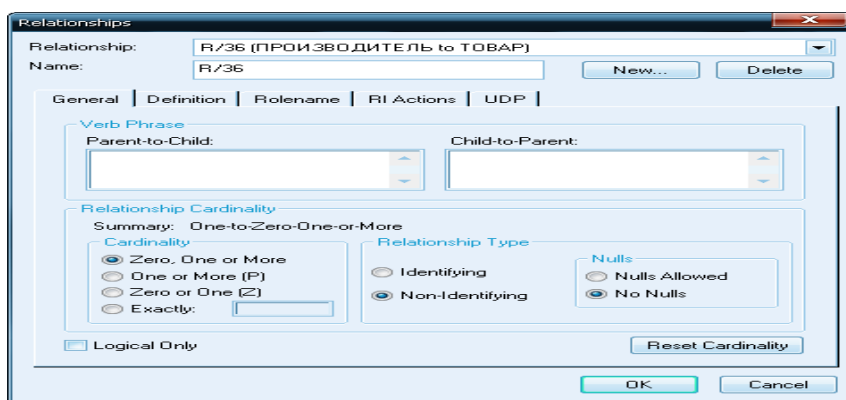 Relationships
Relationship: R/36 (ПРОИЗВОДИТЕЛЬ to ТОВАР)
Name: R/36 New... Delete
General Definition Rolename RI Actions UDP
Verb Phrase
Parent-to-Child: Child-to-Parent:
Relationship Cardinality
Summary: One-to-Zero-One-or-More
Cardinality Relationship Type
Zero, One or More Nulls
One or More (P) Identifying Nulls Allowed
Zero or One (Z) Non-Identifying No Nulls
Exactly:
Logical Only Reset Cardinality
OK Cancel